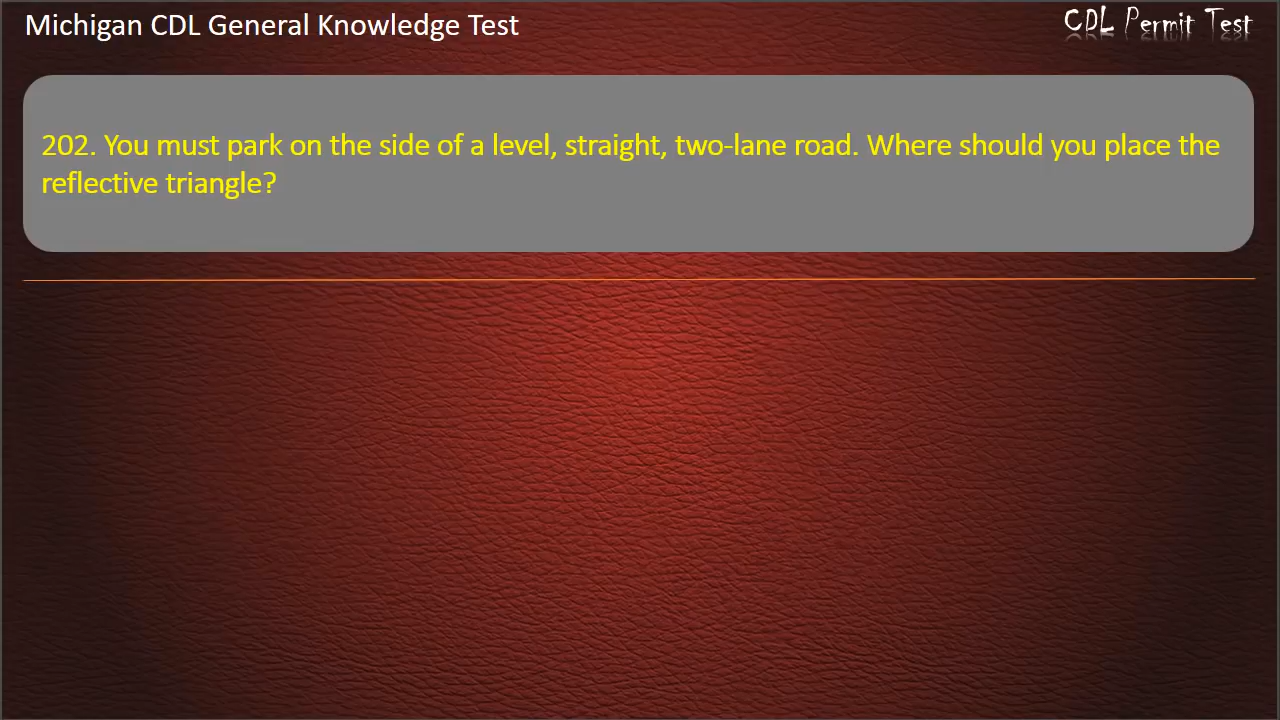 Michigan CDL General Knowledge Test
CDL Permit Test
202. You must park on the side of a level, straight, two-lane road. Where should you place the
reflective triangle?